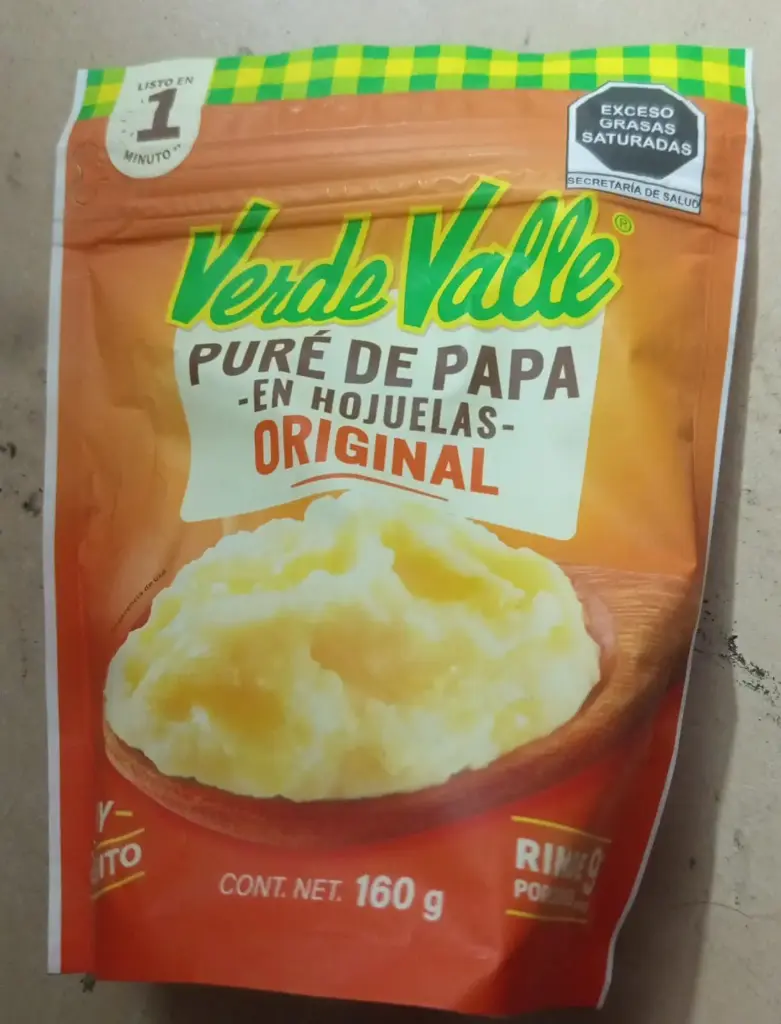 LISTO EN
1
MINUTO
EXCESO
GRASAS
SATURADAS
SECRETARÍA DE SALUD
Verde Valle®
PURÉ DE PAPA
-EN HOJUELAS-
ORIGINAL
Y-
CONT. NET. 160 g